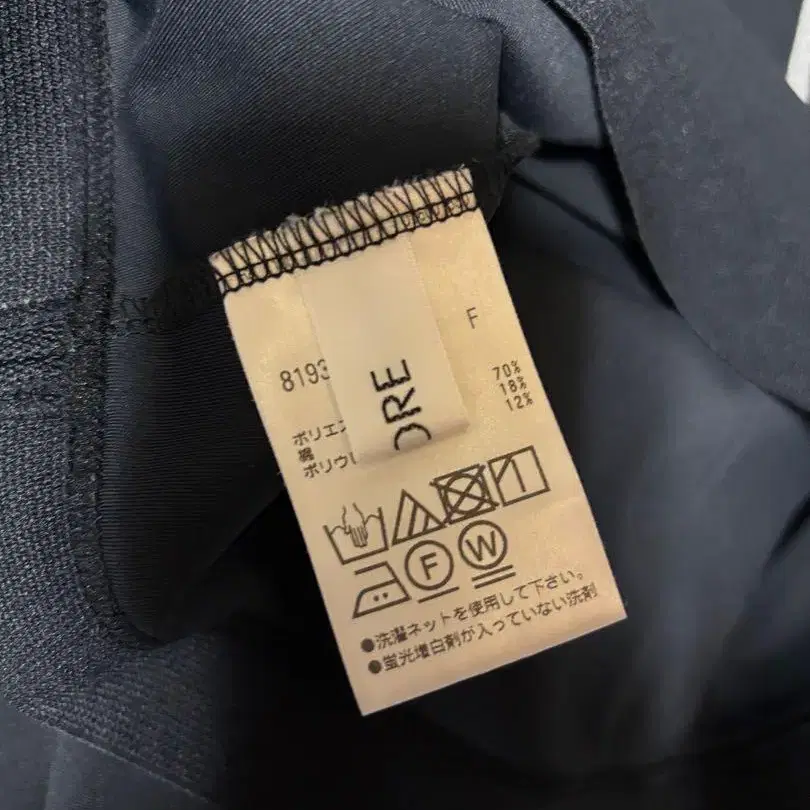 F
8193
ORE
ポリエス 70%
綿 18%
ポリウレ 12%
F W
●洗濯ネットを使用して下さい。
●蛍光増白剤が入っていない洗剤